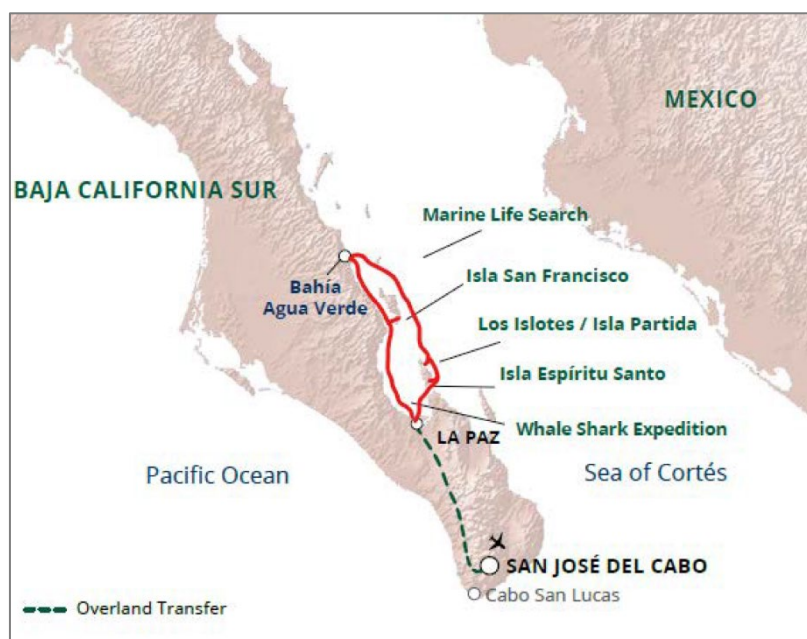 MEXICO
BAJA CALIFORNIA SUR
Marine Life Search
Isla San Francisco
Bahía
Agua Verde
Los Islotes / Isla Partida
Isla Espíritu Santo
Whale Shark Expedition
LA PAZ
Pacific Ocean
Sea of Cortés
SAN JOSÉ DEL CABO
Cabo San Lucas
Overland Transfer